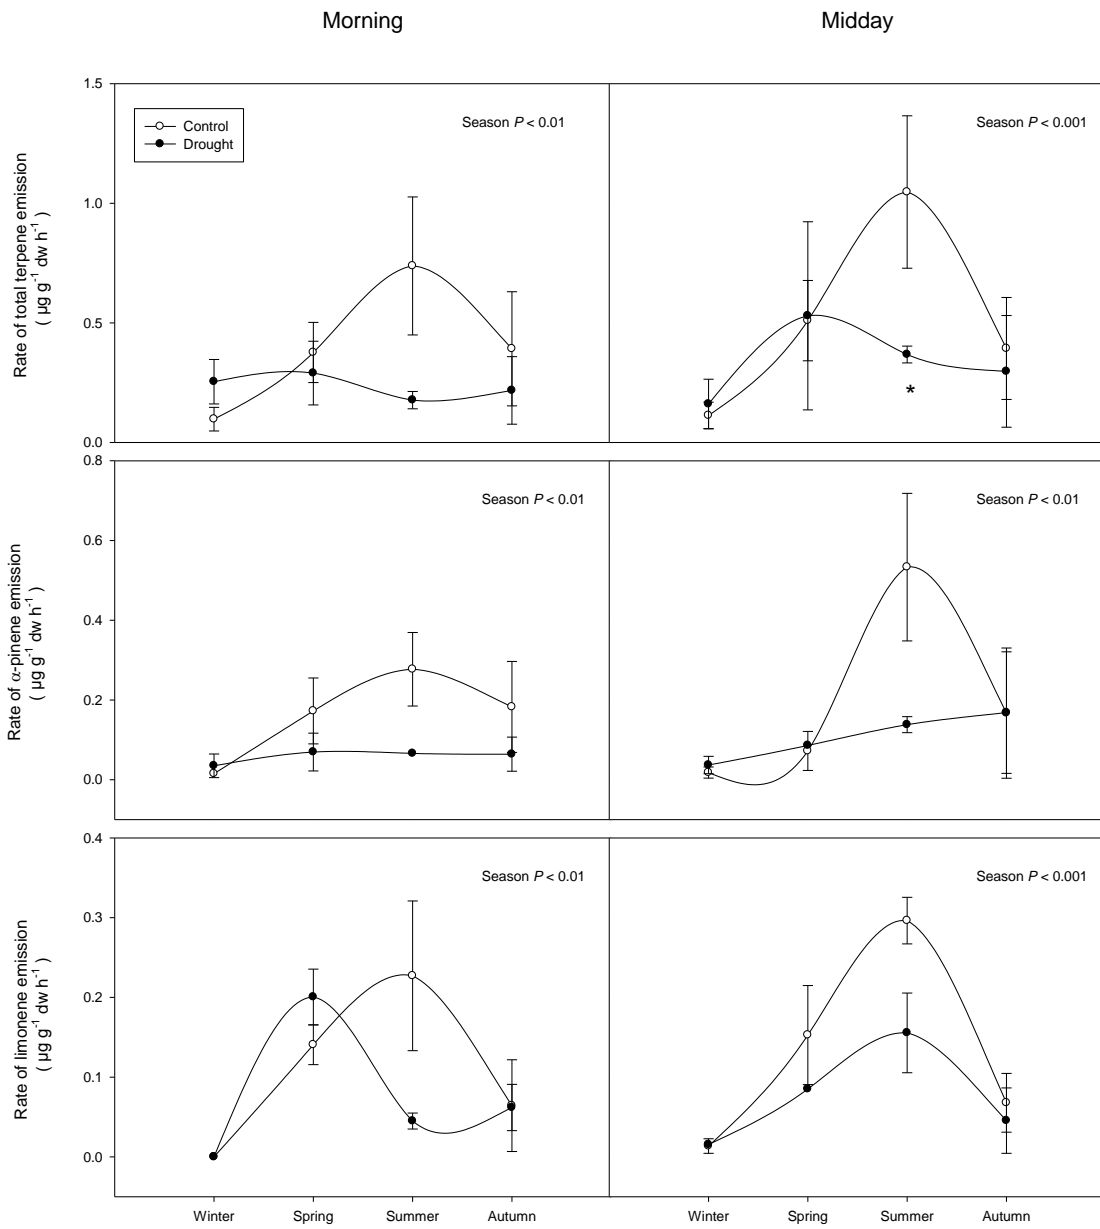 Morning
Midday
Rate of total terpene emission
( µg g-1 dw h-1 )
1.5
1.0
0.5
0.0
Control
Drought
Season P < 0.01
Season P < 0.001
*
Rate of α-pinene emission
( µg g-1 dw h-1 )
0.8
0.6
0.4
0.2
0.0
Season P < 0.01
Season P < 0.01
Rate of limonene emission
( µg g-1 dw h-1 )
0.4
0.3
0.2
0.1
0.0
Season P < 0.01
Season P < 0.001
Winter Spring Summer Autumn
Winter Spring Summer Autumn